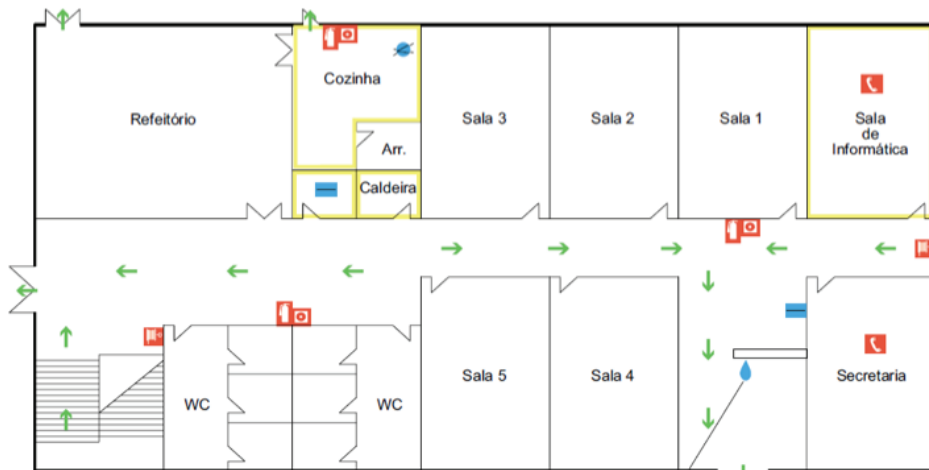 Cozinha
Refeitório
Sala 3
Sala 2
Sala 1
Sala
de
Informática
Arr.
Caldeira
Sala 5
Sala 4
Secretaria
WC
WC